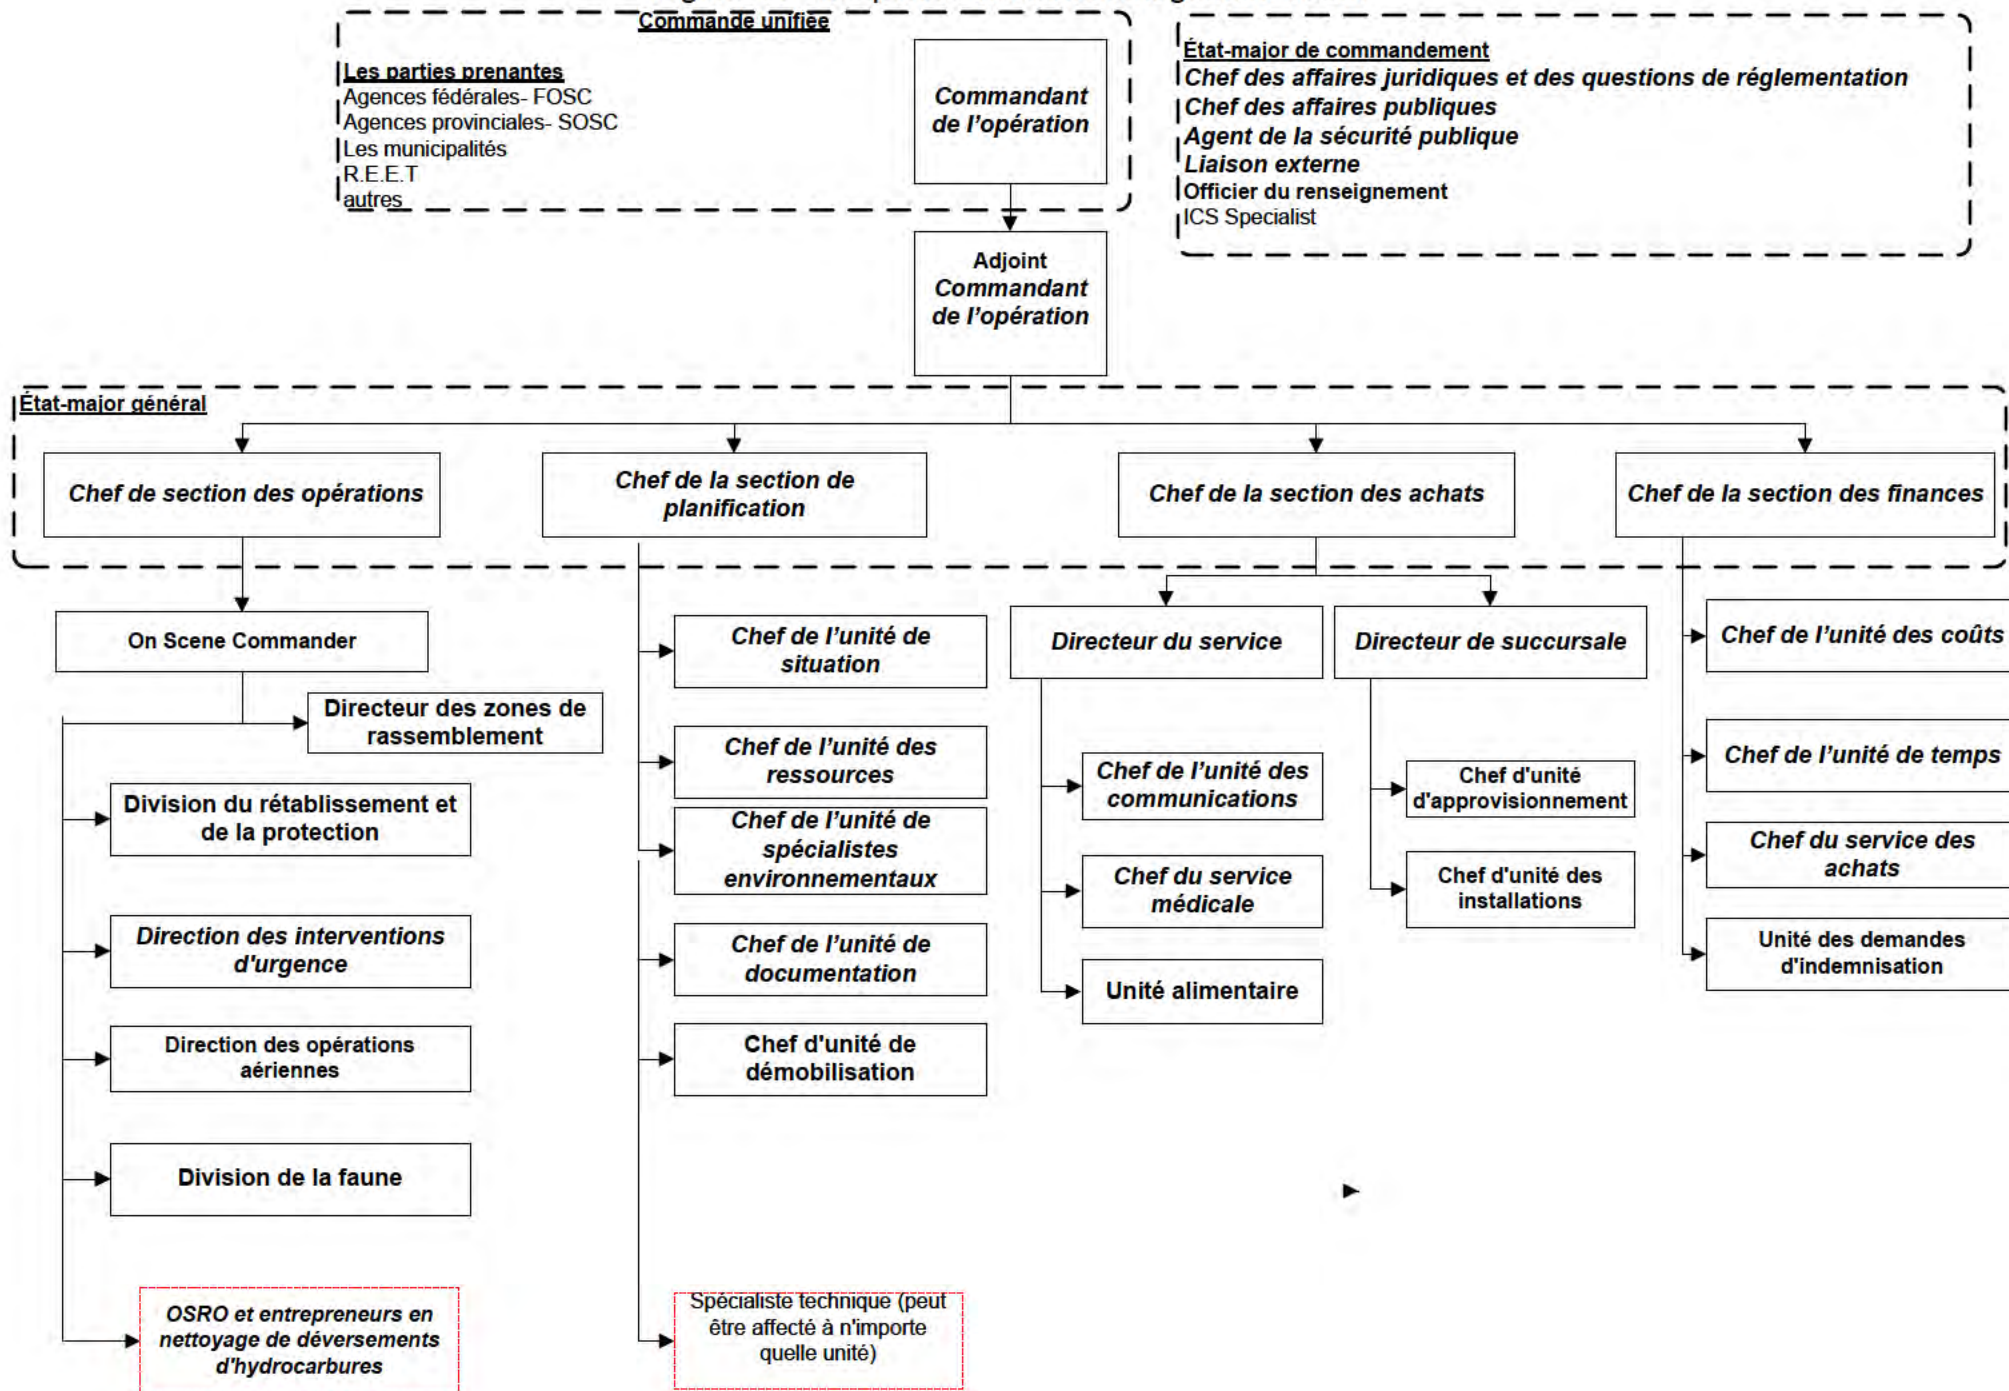 Commande unifiée
Les parties prenantes
Agences fédérales- FOSC
Agences provinciales- SOSC
Les municipalités
R.E.E.T
autres
Commandant
de l'opération
État-major de commandement
Chef des affaires juridiques et des questions de réglementation
Chef des affaires publiques
Agent de la sécurité publique
Liaison externe
Officier du renseignement
ICS Specialist
Adjoint
Commandant
de l'opération
État-major général
Chef de section des opérations
Chef de la section de
planification
Chef de la section des achats
Chef de la section des finances
On Scene Commander
Directeur des zones de
rassemblement
Division du rétablissement et
de la protection
Direction des interventions
d'urgence
Direction des opérations
aériennes
Division de la faune
OSRO et entrepreneurs en
nettoyage de déversements
d'hydrocarbures
Chef de l'unité de
situation
Chef de l'unité des
ressources
Chef de l'unité de
spécialistes
environnementaux
Chef de l'unité de
documentation
Chef d'unité de
démobilisation
Spécialiste technique (peut
être affecté à n'importe
quelle unité)
Directeur du service
Chef de l'unité des
communications
Chef du service
médicale
Unité alimentaire
Directeur de succursale
Chef d'unité
d'approvisionnement
Chef d'unité des
installations
Chef de l'unité des coûts
Chef de l'unité de temps
Chef du service des
achats
Unité des demandes
d'indemnisation